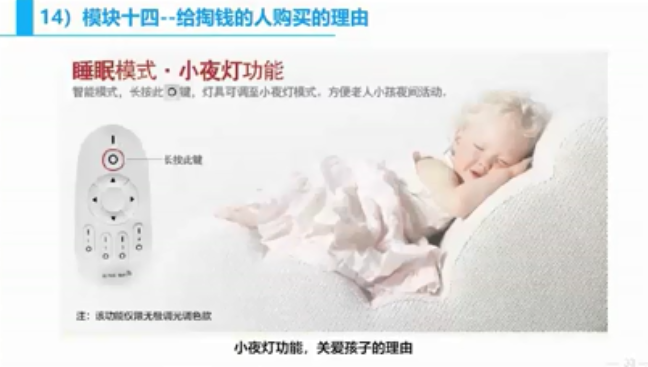 14）模块十四--给掏钱的人购买的理由
睡眠模式·小夜灯功能
智能模式，长按此键，灯具可调至小夜灯模式。方便老人小孩夜间活动。
长按此键
注：该功能仅限无极调光调色款
小夜灯功能，关爱孩子的理由